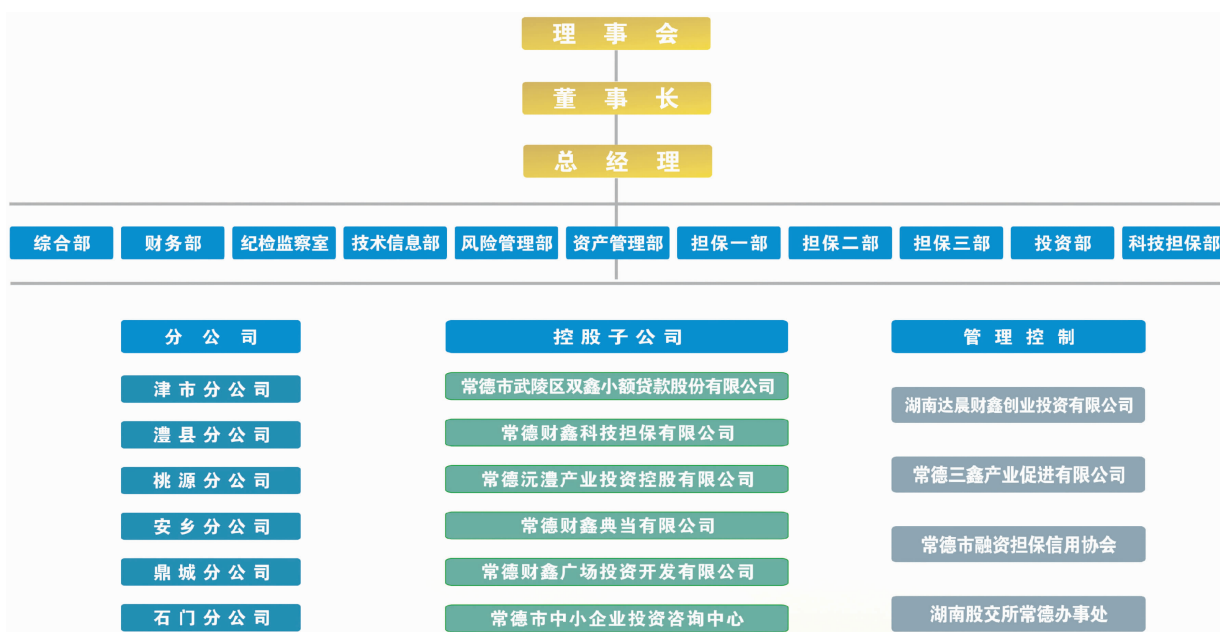 理事会
董事长
总经理
综合部 财务部 纪检监察室 技术信息部 风险管理部 资产管理部 担保一部 担保二部 担保三部 投资部 科技担保部
分公司 控股子公司 管理控制
津市分公司
澧县分公司
桃源分公司
安乡分公司
鼎城分公司
石门分公司
常德市武陵区双鑫小额贷款股份有限公司
常德财鑫科技担保有限公司
常德沅澧产业投资控股有限公司
常德财鑫典当有限公司
常德财鑫广场投资开发有限公司
常德市中小企业投资咨询中心
湖南达晨财鑫创业投资有限公司
常德三鑫产业促进有限公司
常德市融资担保信用协会
湖南股交所常德办事处